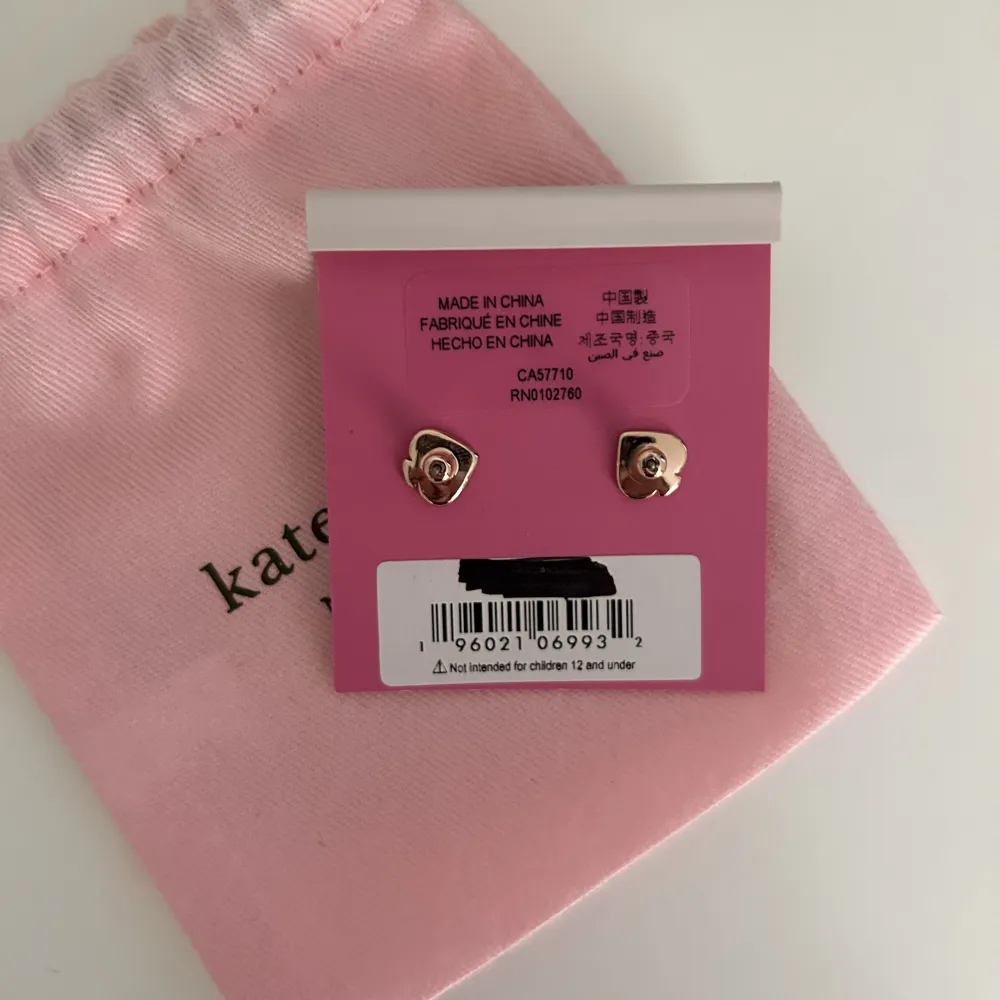 MADE IN CHINA
FABRIQUÉ EN CHINE
HECHO EN CHINA
中国製
中国制造
제조국명:중국
صنع في الصين
CA57710
RN0102760
kate
1 96021 06993 2
⚠ Not intended for children 12 and under